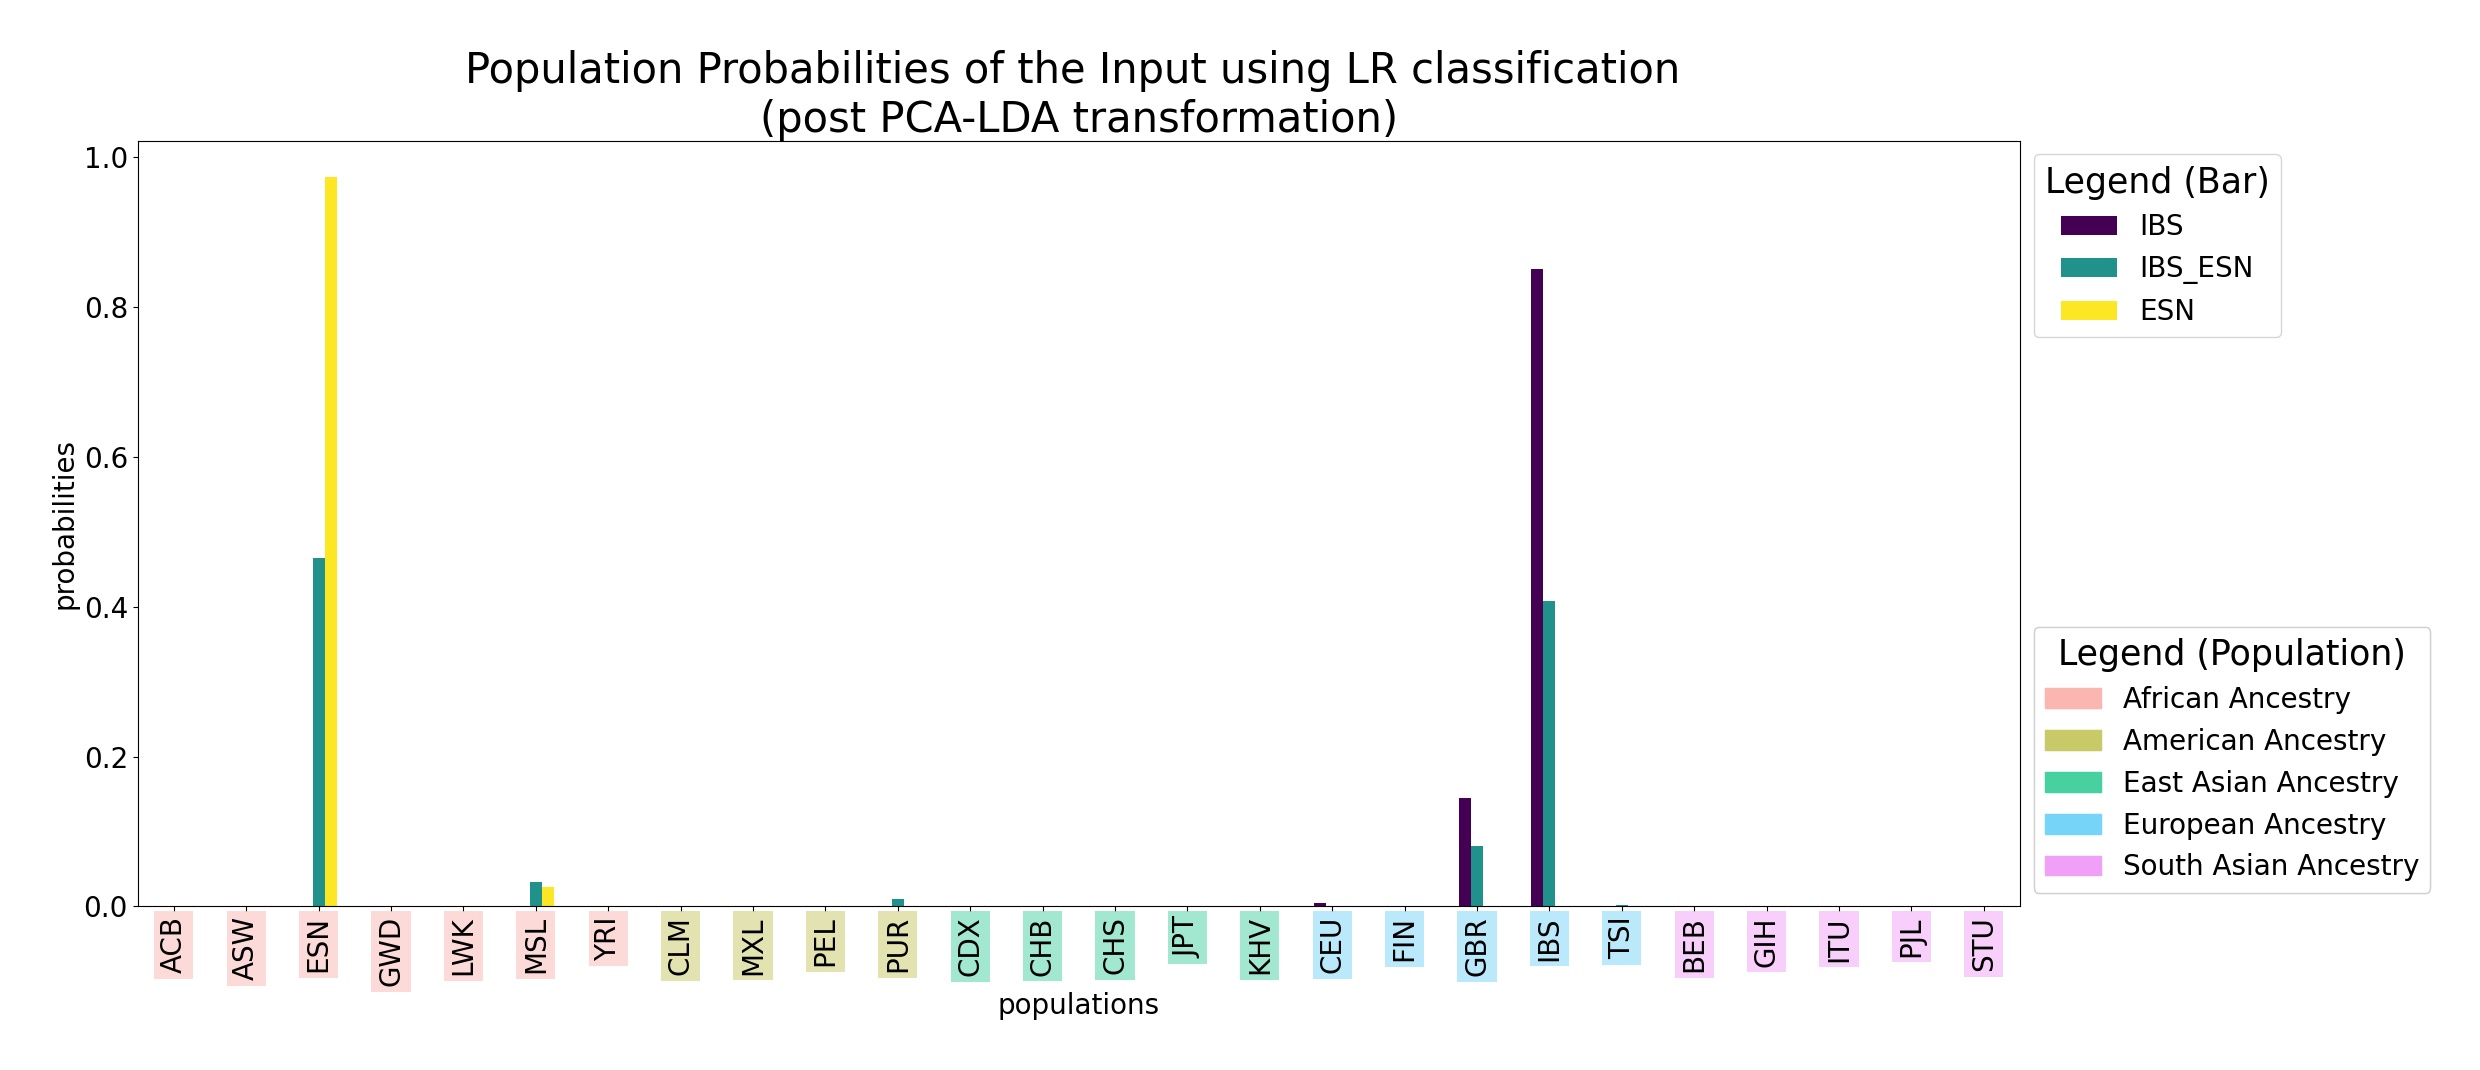 Population Probabilities of the Input using LR classification
(post PCA-LDA transformation)
1.0
0.8
0.6
0.4
0.2
0.0
probabilities
ACB
ASW
ESN
GWD
LWK
MSL
YRI
CLM
MXL
PEL
PUR
CDX
CHB
CHS
JPT
KHV
CEU
FIN
GBR
IBS
TSI
BEB
GIH
ITU
PJL
STU
populations
Legend (Bar)
IBS
IBS_ESN
ESN
Legend (Population)
African Ancestry
American Ancestry
East Asian Ancestry
European Ancestry
South Asian Ancestry